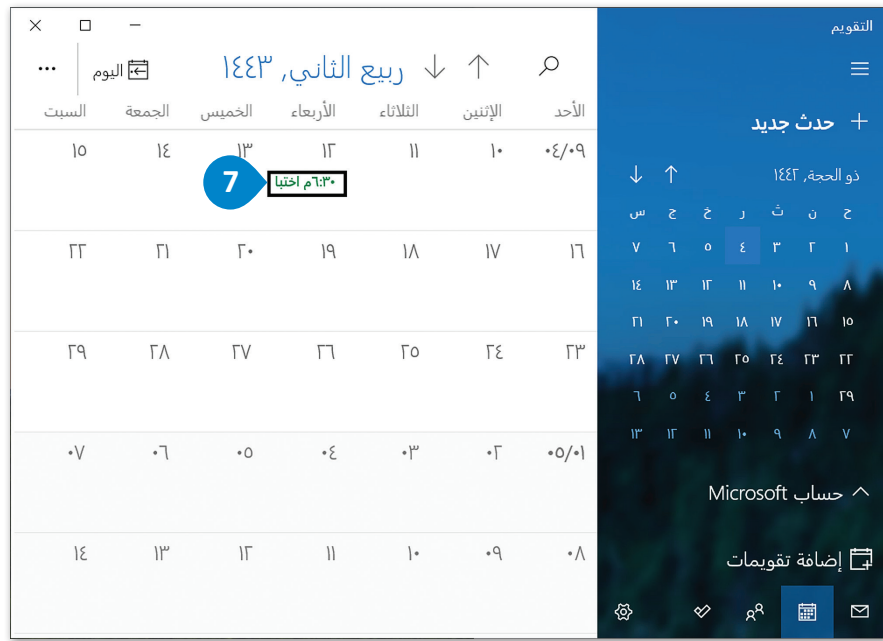 التقويم
حدث جديد
ذو الحجة, ١٤٤٢
ح ن ث ر خ ج س
١ ٢ ٣ ٤ ٥ ٦ ٧
٨ ٩ ١٠ ١١ ١٢ ١٣ ١٤
١٥ ١٦ ١٧ ١٨ ١٩ ٢٠ ٢١
٢٢ ٢٣ ٢٤ ٢٥ ٢٦ ٢٧ ٢٨
٢٩ ١ ٢ ٣ ٤ ٥ ٦
٧ ٨ ٩ ١٠ ١١ ١٢ ١٣
حساب Microsoft
إضافة تقويمات
ربيع الثاني, ١٤٤٣
اليوم
الأحد الإثنين الثلاثاء الأربعاء الخميس الجمعة السبت
٠٤/٠٩ ١٠ ١١ ١٢ ١٣ ١٤ ١٥
٦:٣٠م اختبا
7
١٦ ١٧ ١٨ ١٩ ٢٠ ٢١ ٢٢
٢٣ ٢٤ ٢٥ ٢٦ ٢٧ ٢٨ ٢٩
٠٥/٠١ ٠٢ ٠٣ ٠٤ ٠٥ ٠٦ ٠٧
٠٨ ٠٩ ١٠ ١١ ١٢ ١٣ ١٤